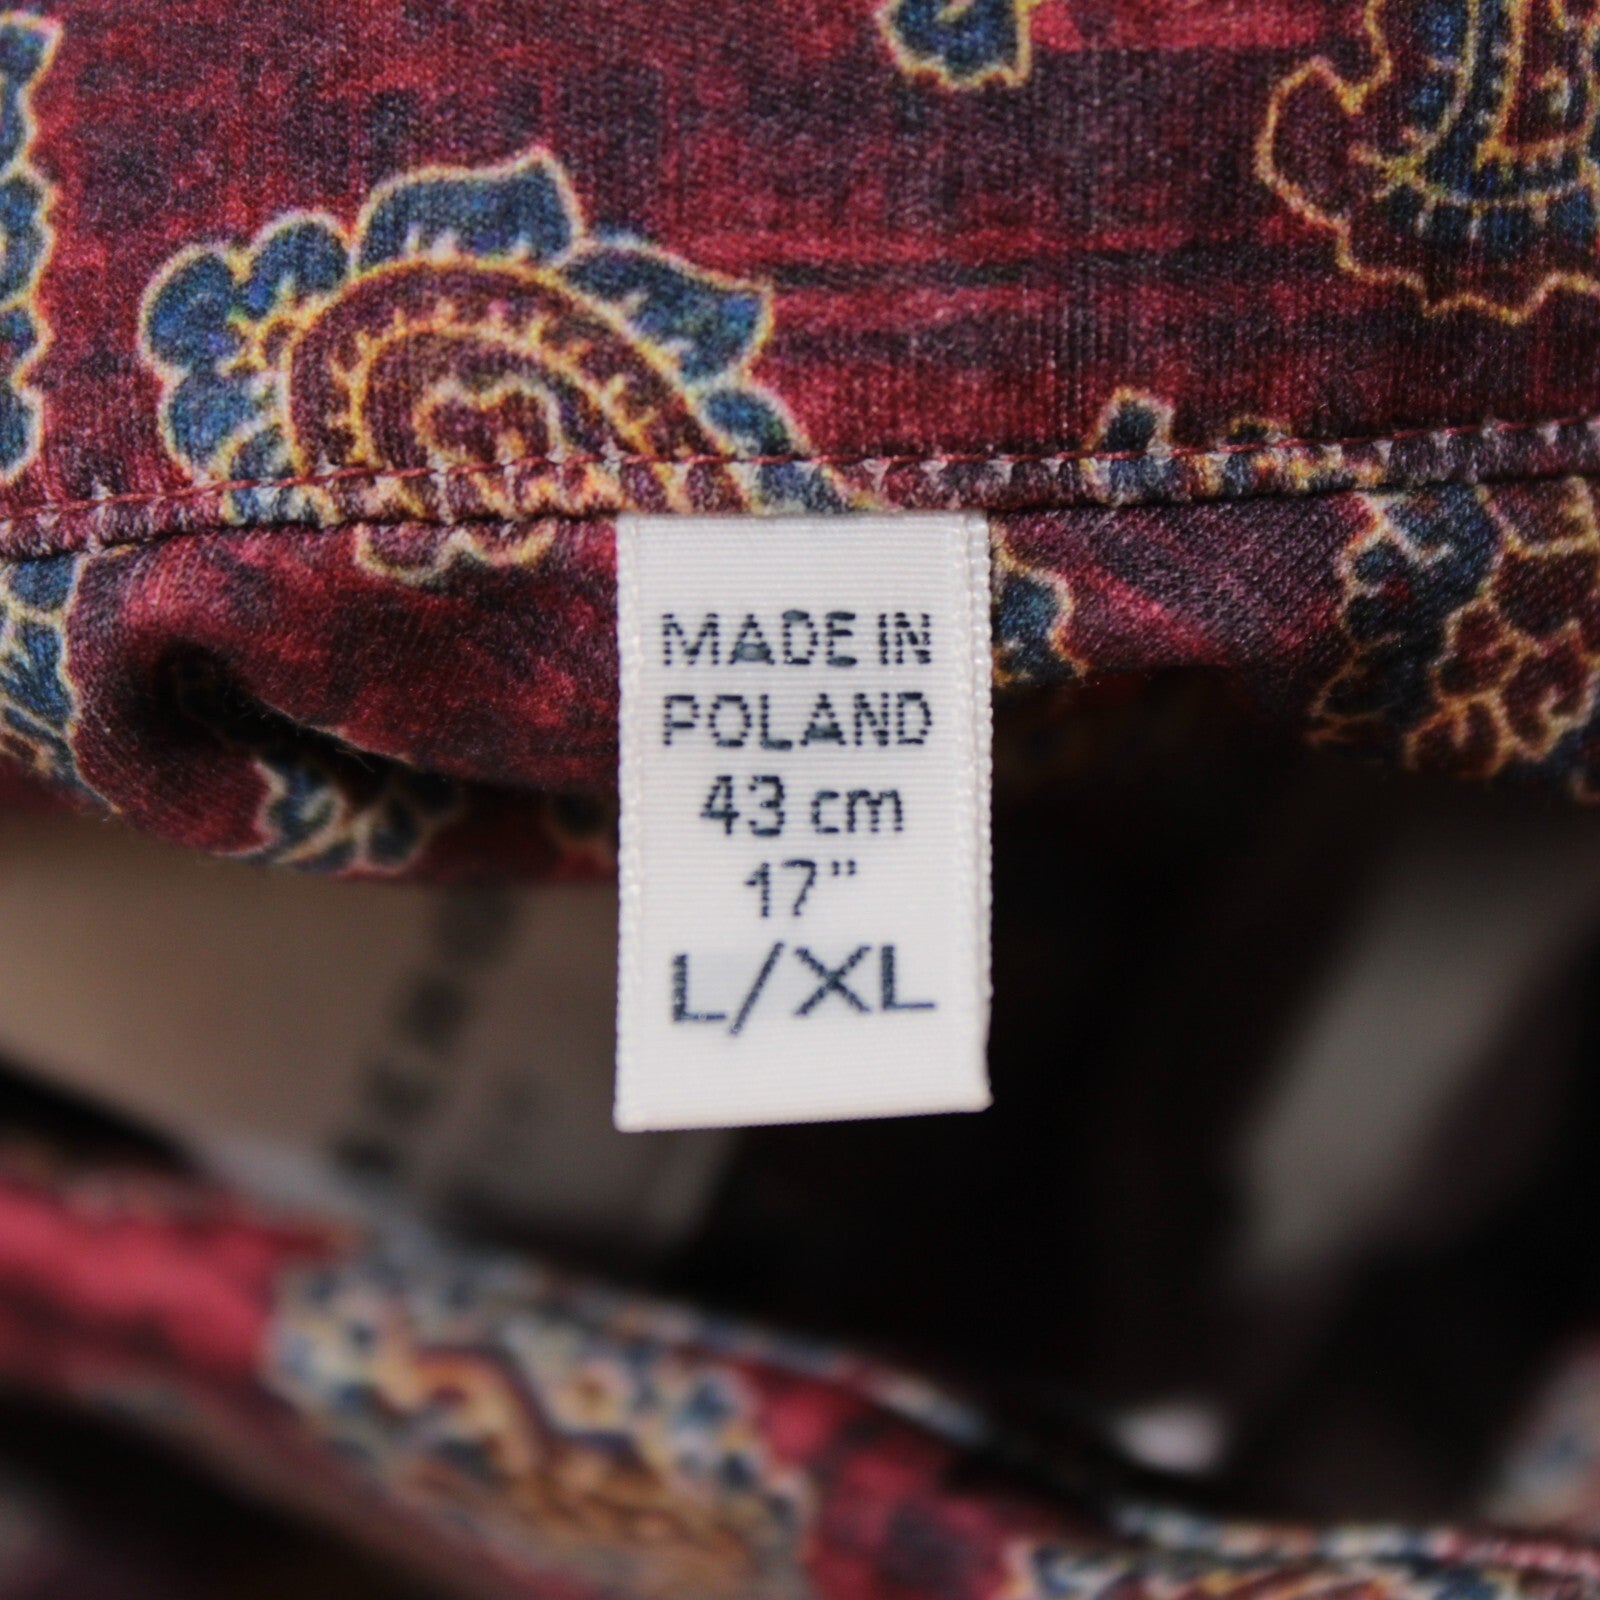 MADE IN
POLAND
43 cm
17"
L/XL